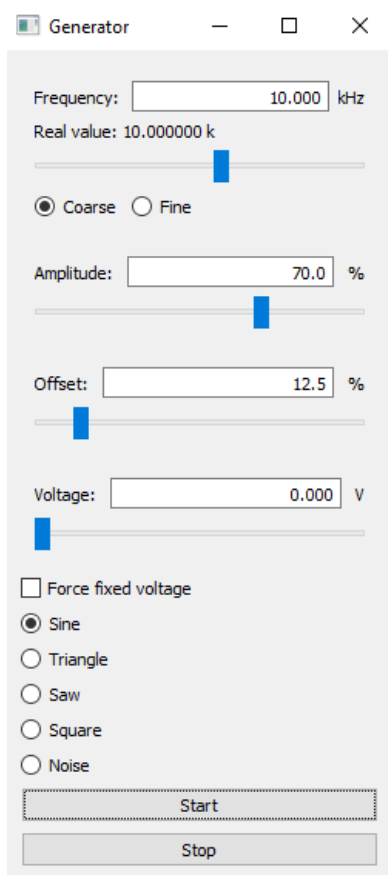 Generator
Frequency: 10.000 kHz
Real value: 10.000000 k
Coarse Fine
Amplitude: 70.0 %
Offset: 12.5 %
Voltage: 0.000 V
Force fixed voltage
Sine
Triangle
Saw
Square
Noise
Start
Stop